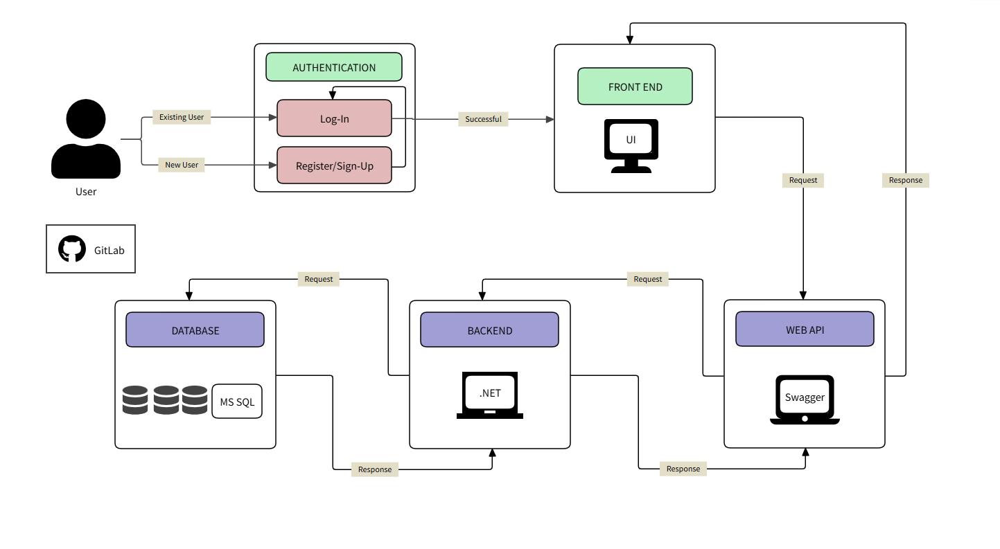 AUTHENTICATION
FRONT END
Existing User
Log-In
Successful
UI
New User
Register/Sign-Up
User
Request
Response
GitLab
Request
Request
DATABASE
BACKEND
WEB API
MS SQL
.NET
Swagger
Response
Response